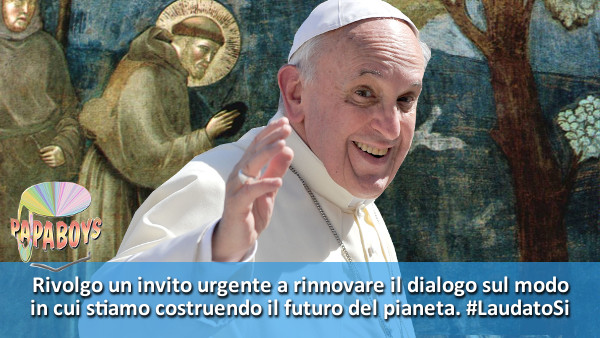 PAPABOYS
Rivolgo un invito urgente a rinnovare il dialogo sul modo
in cui stiamo costruendo il futuro del pianeta. #LaudatoSi